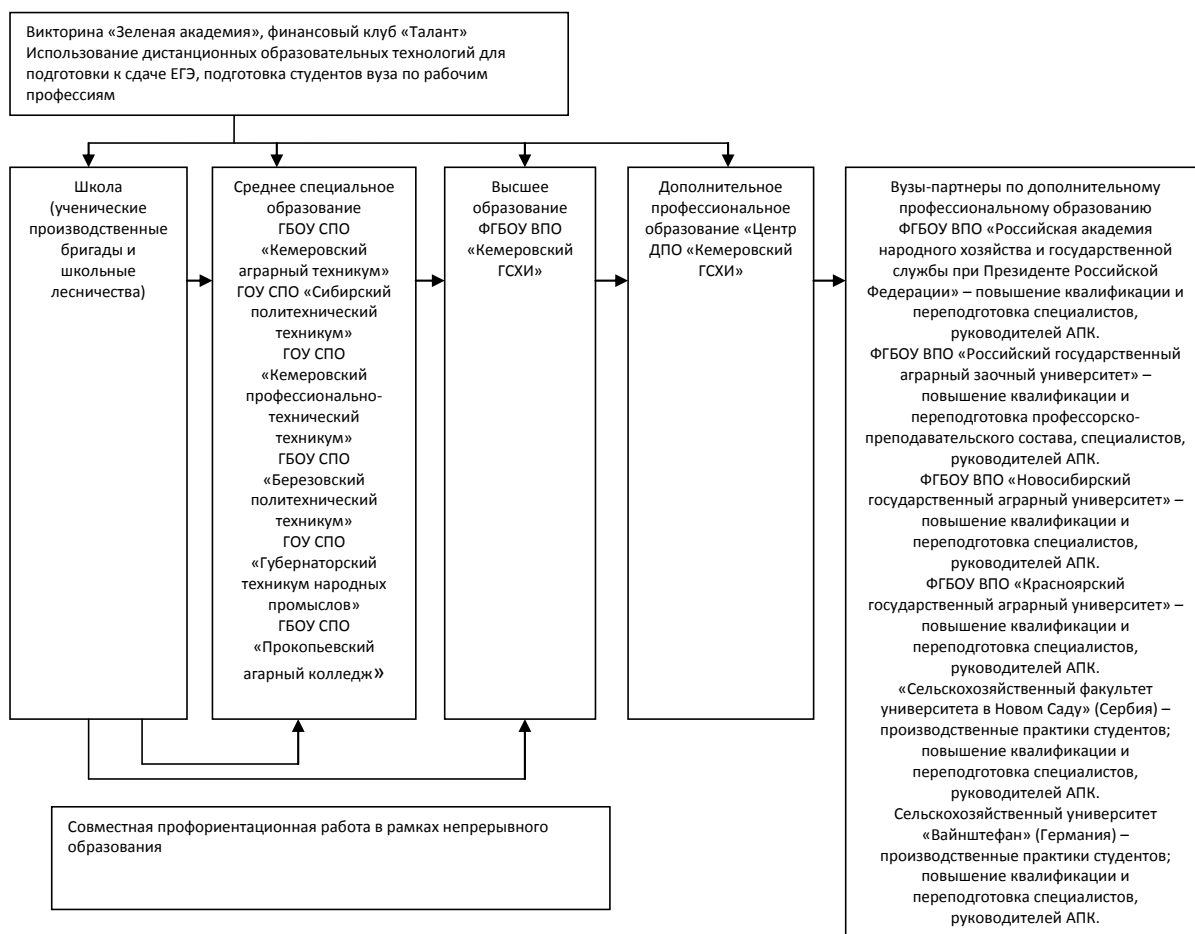 Викторина «Зеленая академия», финансовый клуб «Талант»
Использование дистанционных образовательных технологий для
подготовки к сдаче ЕГЭ, подготовка студентов вуза по рабочим
профессиям
Школа
(ученические
производственные
бригады и
школьные
лесничества)
Среднее специальное
образование
ГБОУ СПО
«Кемеровский
аграрный техникум»
ГОУ СПО «Сибирский
политехнический
техникум»
ГОУ СПО
«Кемеровский
профессионально-
технический
техникум»
ГБОУ СПО
«Березовский
политехнический
техникум»
ГОУ СПО
«Губернаторский
техникум народных
промыслов»
ГБОУ СПО
«Прокопьевский
агарный колледж»
Высшее
образование
ФГБОУ ВПО
«Кемеровский
ГСХИ»
Дополнительное
профессиональное
образование «Центр
ДПО «Кемеровский
ГСХИ»
Вузы-партнеры по дополнительному
профессиональному образованию
ФГБОУ ВПО «Российская академия
народного хозяйства и государственной
службы при Президенте Российской
Федерации» – повышение квалификации и
переподготовка специалистов,
руководителей АПК.
ФГБОУ ВПО «Российский государственный
аграрный заочный университет» –
повышение квалификации и
переподготовка профессорско-
преподавательского состава, специалистов,
руководителей АПК.
ФГБОУ ВПО «Новосибирский
государственный аграрный университет» –
повышение квалификации и
переподготовка специалистов,
руководителей АПК.
ФГБОУ ВПО «Красноярский
государственный аграрный университет» –
повышение квалификации и
переподготовка специалистов,
руководителей АПК.
«Сельскохозяйственный факультет
университета в Новом Саду» (Сербия) –
производственные практики студентов;
повышение квалификации и
переподготовка специалистов,
руководителей АПК.
Сельскохозяйственный университет
«Вайнштефан» (Германия) –
производственные практики студентов;
повышение квалификации и
переподготовка специалистов,
руководителей АПК.
Совместная профориентационная работа в рамках непрерывного
образования